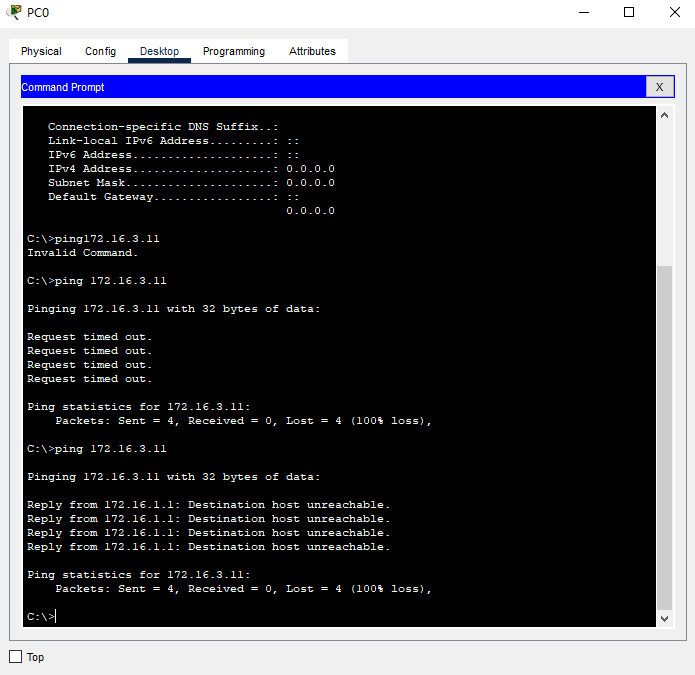 PC0
Physical Config Desktop Programming Attributes
Command Prompt X
Connection-specific DNS Suffix..:
Link-local IPv6 Address.........: ::
IPv6 Address....................: ::
IPv4 Address....................: 0.0.0.0
Subnet Mask.....................: 0.0.0.0
Default Gateway.................: ::
0.0.0.0
C:\>ping172.16.3.11
Invalid Command.
C:\>ping 172.16.3.11
Pinging 172.16.3.11 with 32 bytes of data:
Request timed out.
Request timed out.
Request timed out.
Request timed out.
Ping statistics for 172.16.3.11:
Packets: Sent = 4, Received = 0, Lost = 4 (100% loss),
C:\>ping 172.16.3.11
Pinging 172.16.3.11 with 32 bytes of data:
Reply from 172.16.1.1: Destination host unreachable.
Reply from 172.16.1.1: Destination host unreachable.
Reply from 172.16.1.1: Destination host unreachable.
Reply from 172.16.1.1: Destination host unreachable.
Ping statistics for 172.16.3.11:
Packets: Sent = 4, Received = 0, Lost = 4 (100% loss),
C:\>
Top